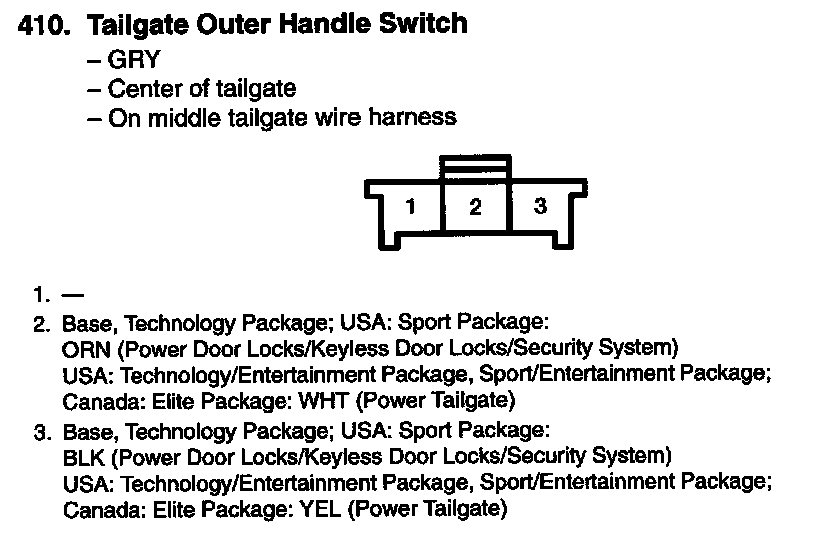 410. Tailgate Outer Handle Switch
– GRY
– Center of tailgate
– On middle tailgate wire harness
1 2 3
1. —
2. Base, Technology Package; USA: Sport Package:
ORN (Power Door Locks/Keyless Door Locks/Security System)
USA: Technology/Entertainment Package, Sport/Entertainment Package;
Canada: Elite Package: WHT (Power Tailgate)
3. Base, Technology Package; USA: Sport Package:
BLK (Power Door Locks/Keyless Door Locks/Security System)
USA: Technology/Entertainment Package, Sport/Entertainment Package;
Canada: Elite Package: YEL (Power Tailgate)